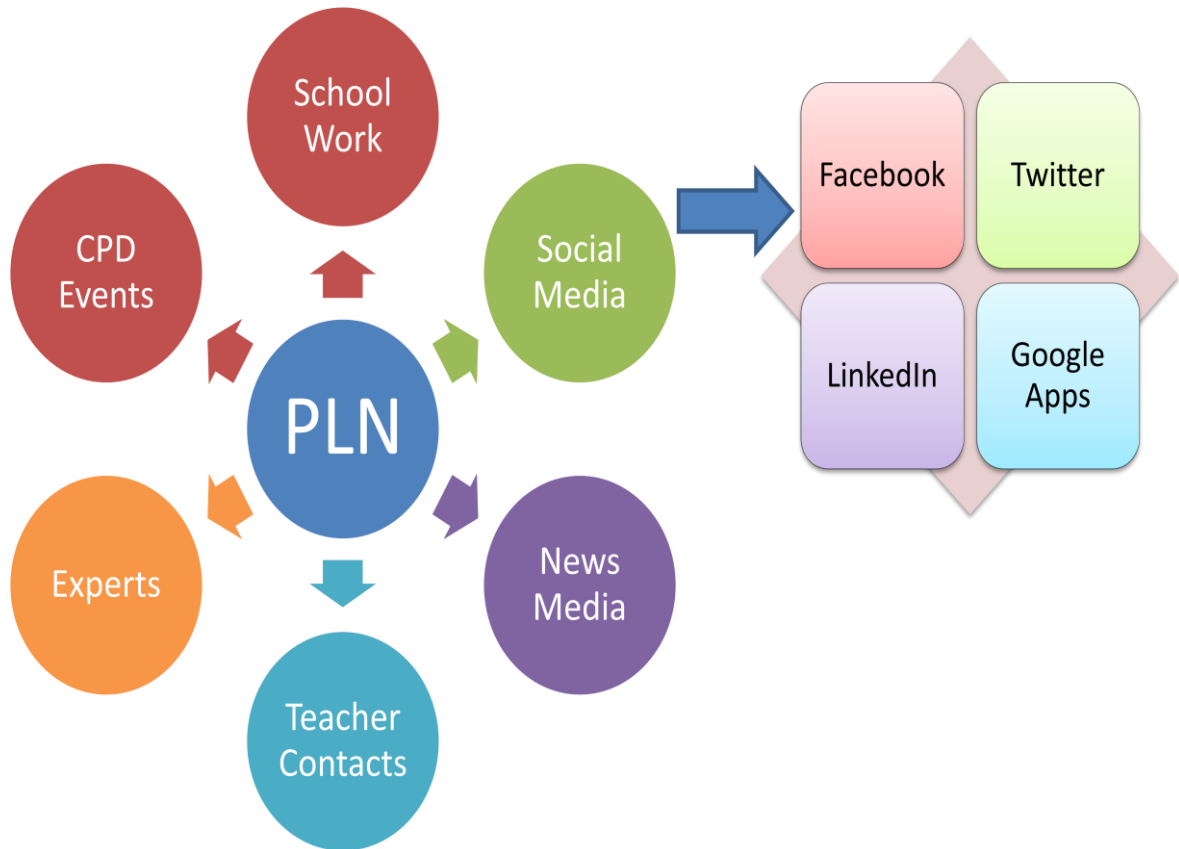 School
Work
CPD
Events
Social
Media
PLN
Experts
News
Media
Teacher
Contacts
Facebook
Twitter
LinkedIn
Google
Apps